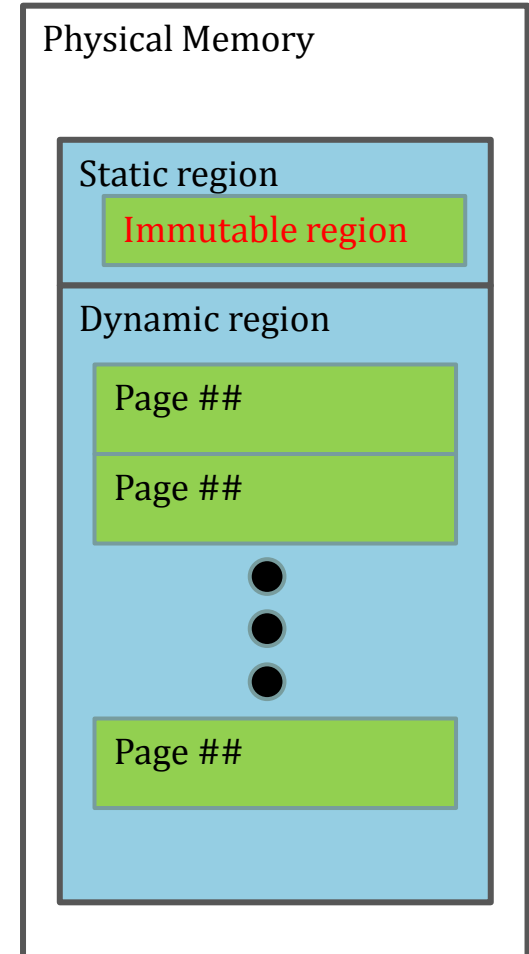 Physical Memory
Static region
Immutable region
Dynamic region
Page ##
Page ##
Page ##